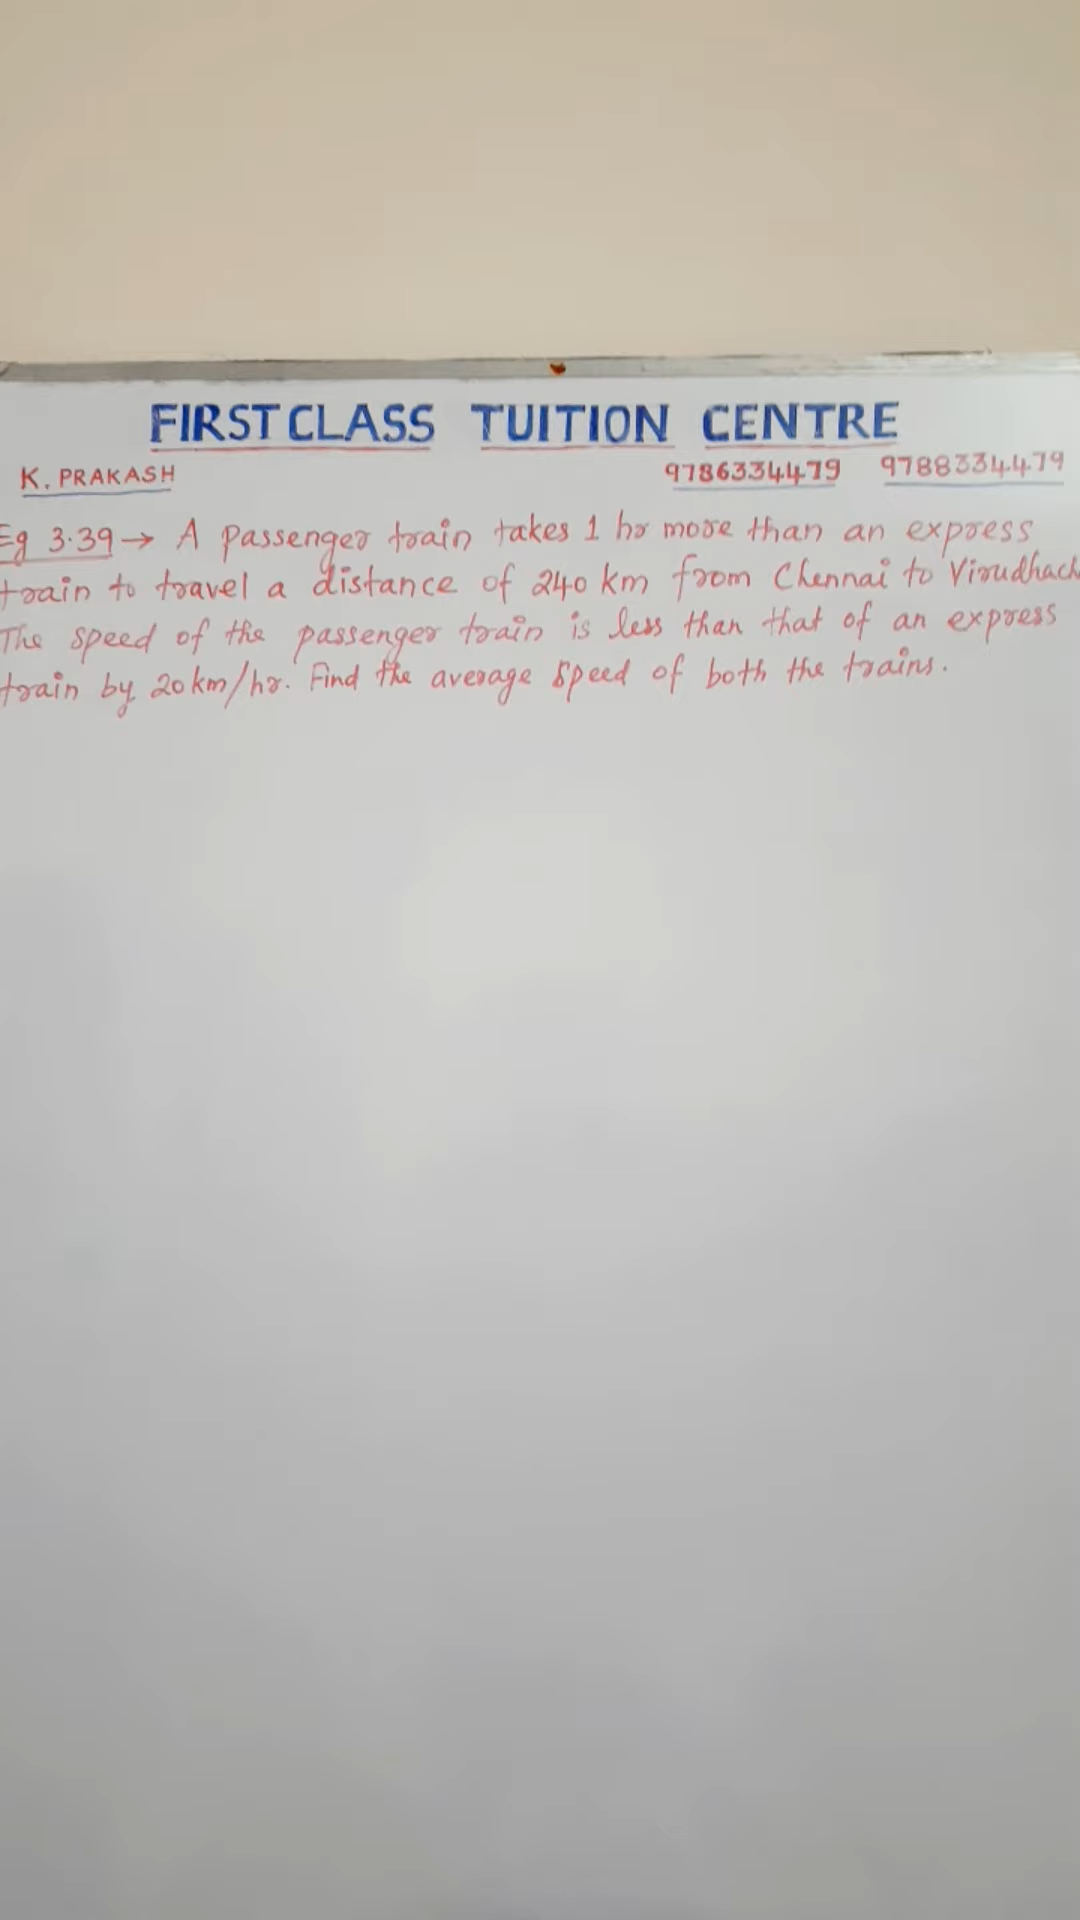 FIRST CLASS TUITION CENTRE
K. PRAKASH 9786334479 9788334479
Eg 3.39 → A passenger train takes 1 hr more than an express
train to travel a distance of 240 km from Chennai to Virudhach
The speed of the passenger train is less than that of an express
train by 20 km/hr. Find the average speed of both the trains.